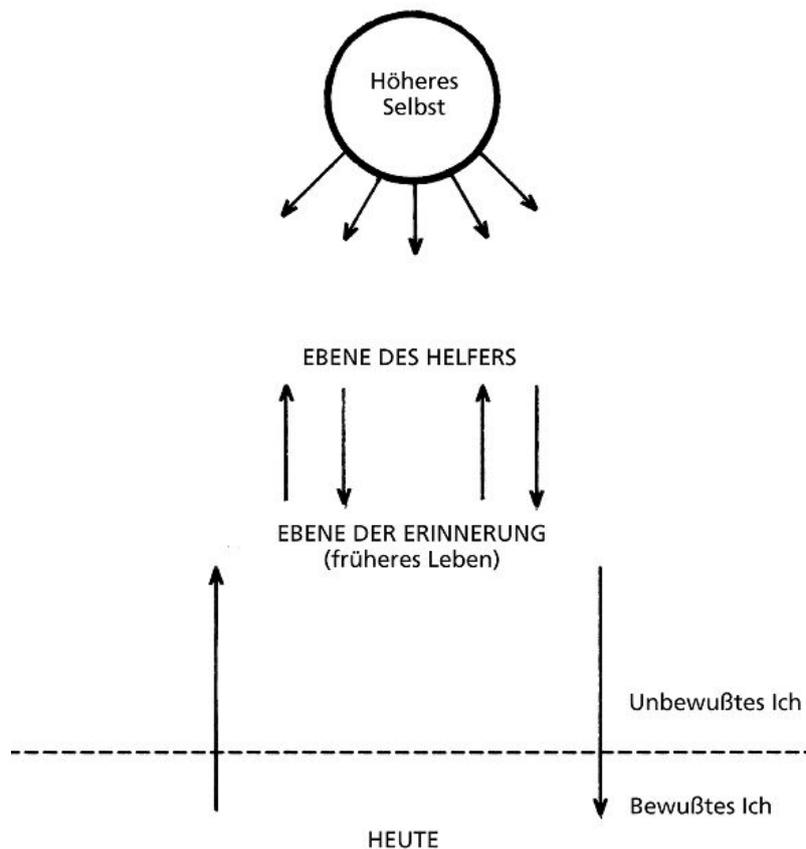 Höheres
Selbst
EBENE DES HELFERS
EBENE DER ERINNERUNG
(früheres Leben)
Unbewußtes Ich
Bewußtes Ich
HEUTE